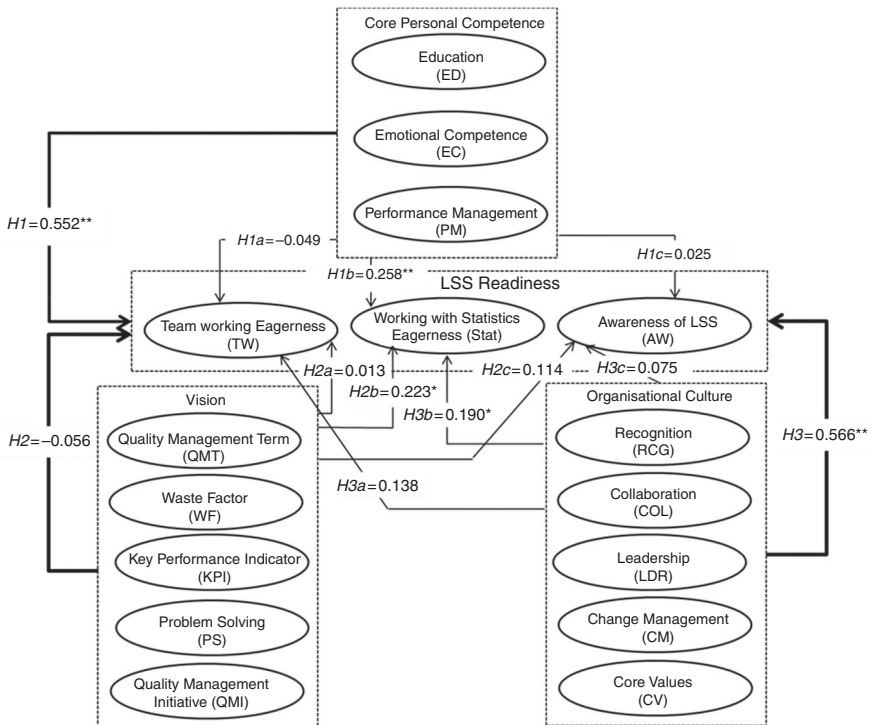 Core Personal Competence
Education
(ED)
Emotional Competence
(EC)
Performance Management
(PM)
H1=0.552**
H1a=–0.049
H1b=0.258**
H1c=0.025
LSS Readiness
Team working Eagerness
(TW)
Working with Statistics
Eagerness (Stat)
Awareness of LSS
(AW)
H2a=0.013
H2b=0.223*
H2c=0.114
H3c=0.075
H3b=0.190*
H3a=0.138
H2=–0.056
H3=0.566**
Vision
Quality Management Term
(QMT)
Waste Factor
(WF)
Key Performance Indicator
(KPI)
Problem Solving
(PS)
Quality Management
Initiative (QMI)
Organisational Culture
Recognition
(RCG)
Collaboration
(COL)
Leadership
(LDR)
Change Management
(CM)
Core Values
(CV)